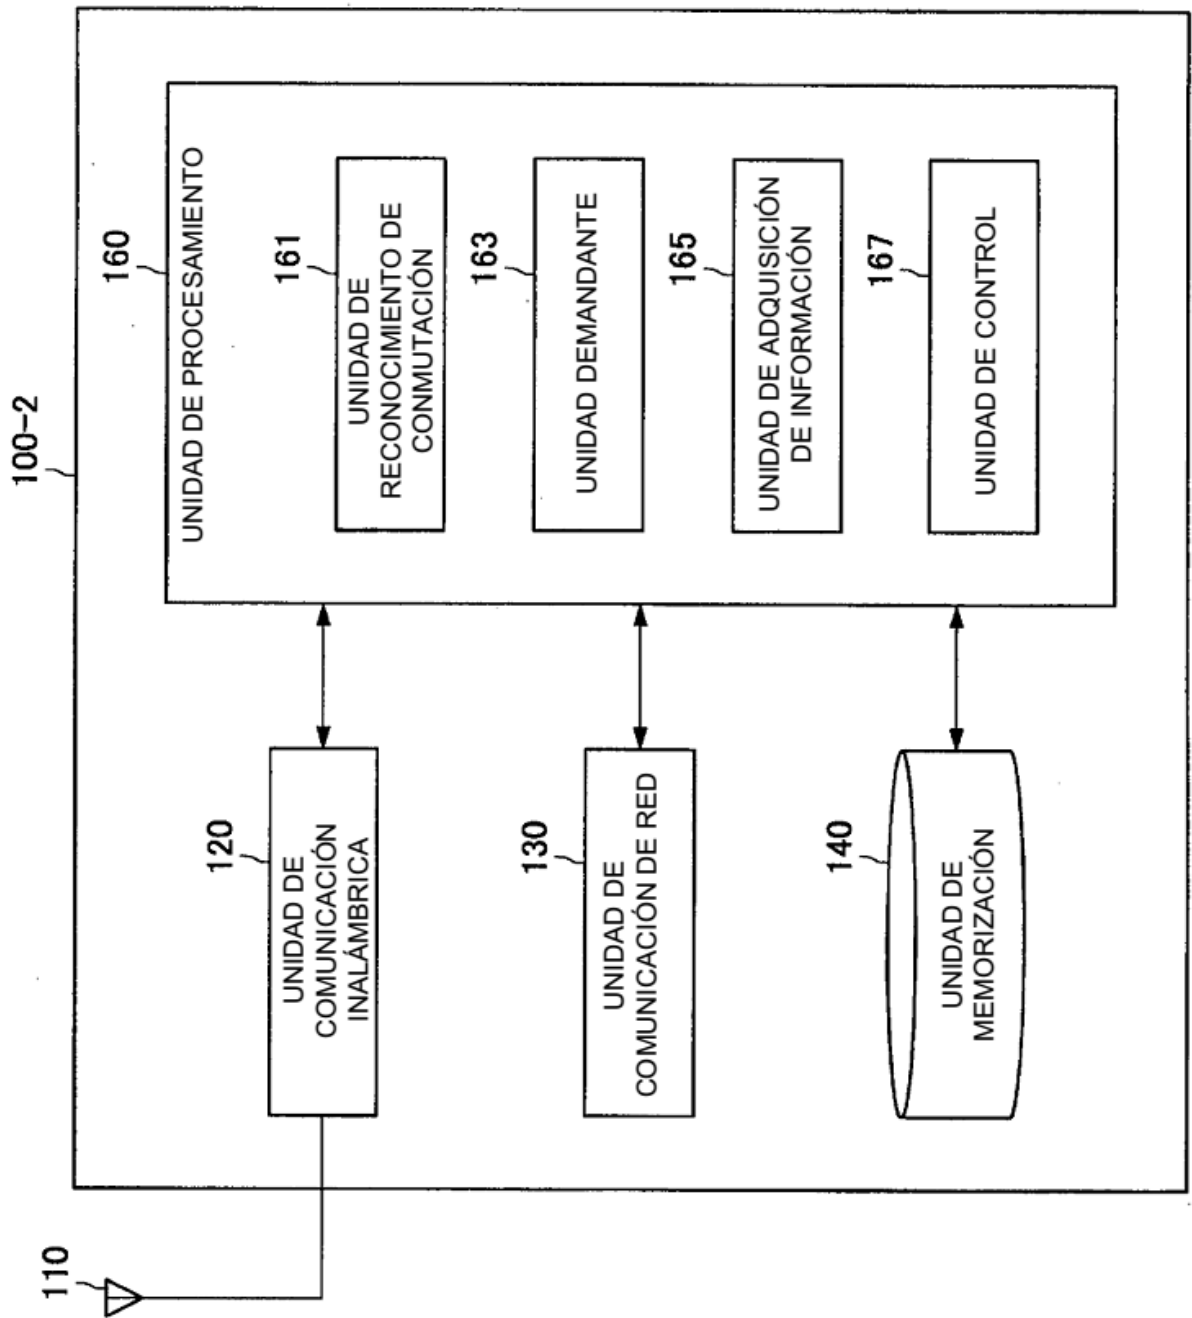 100-2
110
120
UNIDAD DE
COMUNICACIÓN
INALÁMBRICA
130
UNIDAD DE
COMUNICACIÓN DE RED
140
UNIDAD DE
MEMORIZACIÓN
160
UNIDAD DE PROCESAMIENTO
161
UNIDAD DE
RECONOCIMIENTO DE
CONMUTACIÓN
163
UNIDAD DEMANDANTE
165
UNIDAD DE ADQUISICIÓN
DE INFORMACIÓN
167
UNIDAD DE CONTROL